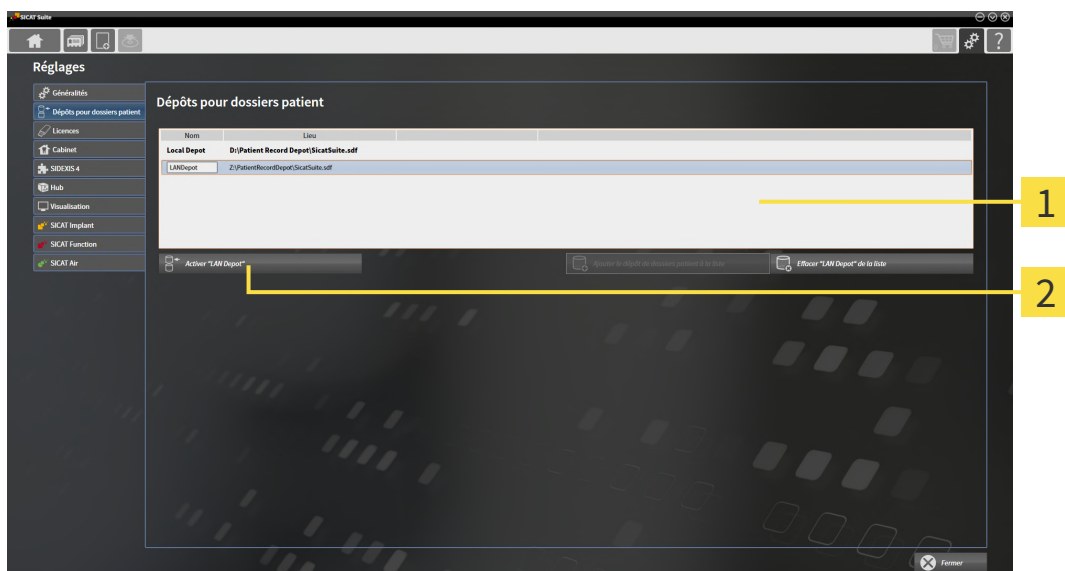 SICAT Suite
?
Réglages
Généralités
Dépôts pour dossiers patient
Licences
Cabinet
SIDEXIS 4
Hub
Visualisation
SICAT Implant
SICAT Function
SICAT Air
Dépôts pour dossiers patient
Nom Lieu
Local Depot D:\Patient Record Depot\SicatSuite.sdf
LANDepot Z:\PatientRecordDepot\SicatSuite.sdf
Activer "LAN Depot"
Ajouter le dépôt de dossiers patient à la liste
Effacer "LAN Depot" de la liste
1
2
Fermer